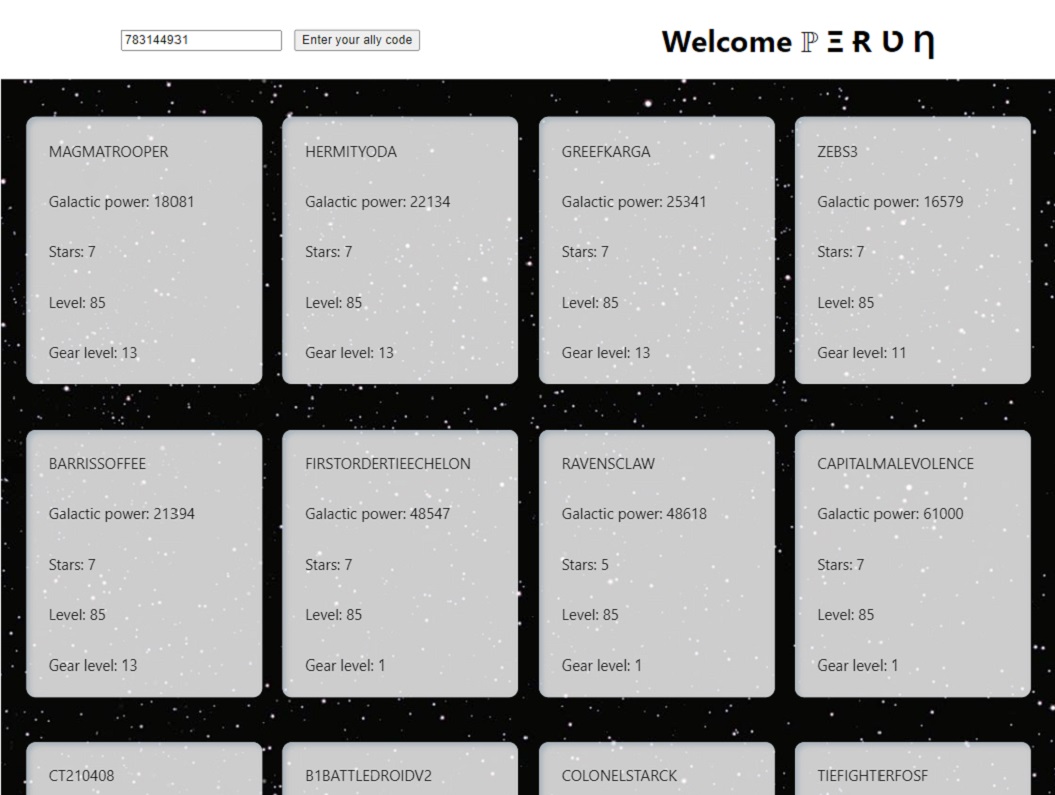 783144931
Enter your ally code
Welcome ℙ Ξ Ɍ Ʋ Ƞ
MAGMATROOPER
Galactic power: 18081
Stars: 7
Level: 85
Gear level: 13
HERMITYODA
Galactic power: 22134
Stars: 7
Level: 85
Gear level: 13
GREEFKARGA
Galactic power: 25341
Stars: 7
Level: 85
Gear level: 13
ZEBS3
Galactic power: 16579
Stars: 7
Level: 85
Gear level: 11
BARRISSOFFEE
Galactic power: 21394
Stars: 7
Level: 85
Gear level: 13
FIRSTORDERTIEECHELON
Galactic power: 48547
Stars: 7
Level: 85
Gear level: 1
RAVENSCLAW
Galactic power: 48618
Stars: 5
Level: 85
Gear level: 1
CAPITALMALEVOLENCE
Galactic power: 61000
Stars: 7
Level: 85
Gear level: 1
CT210408
B1BATTLEDROIDV2
COLONELSTARCK
TIEFIGHTERFOSF